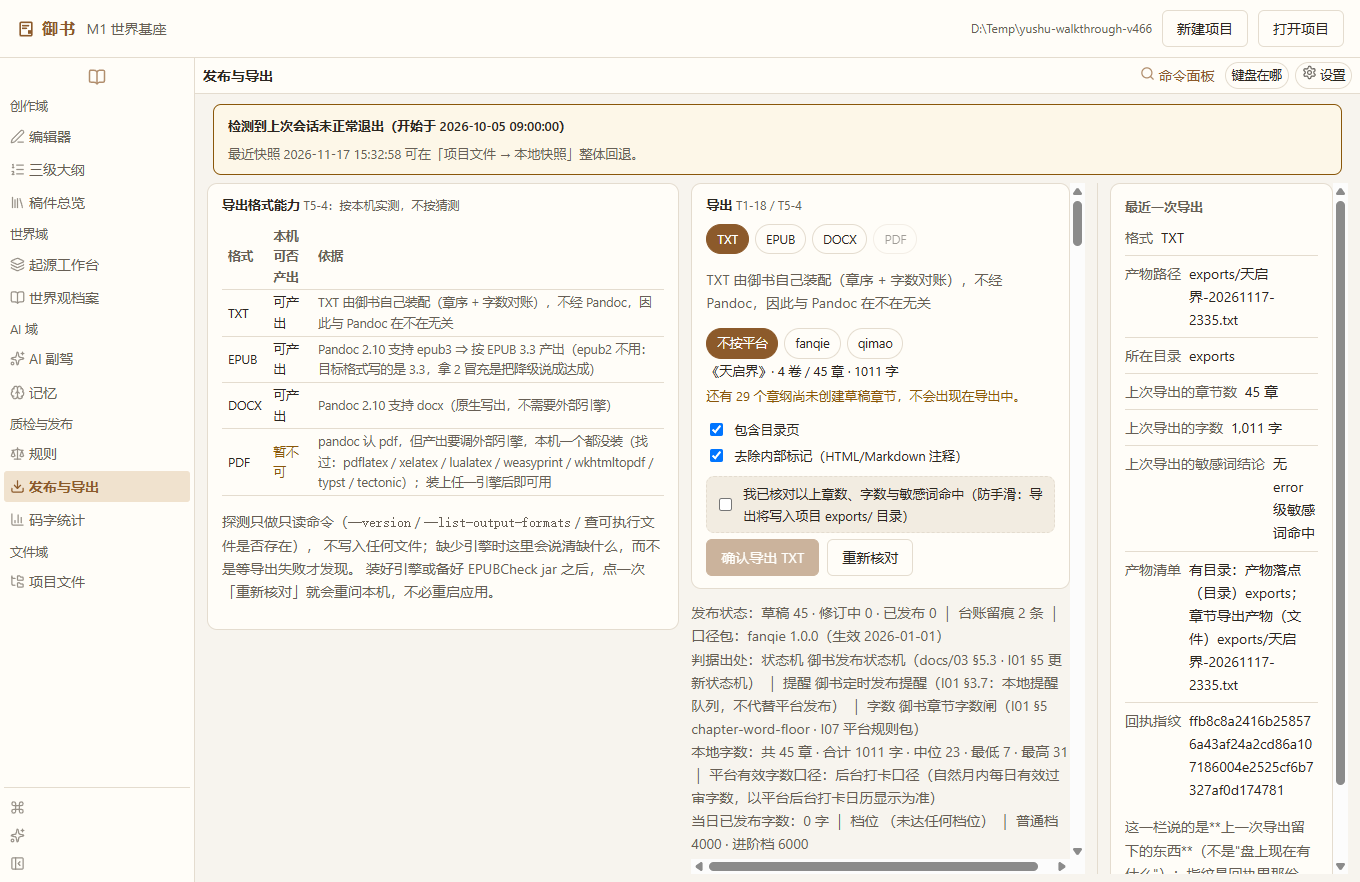 御书 M1 世界基座
D:\Temp\yushu-walkthrough-v466 新建项目 打开项目
创作域
编辑器
三级大纲
稿件总览
世界域
起源工作台
世界观档案
AI 域
AI 副驾
记忆
质检与发布
规则
发布与导出
码字统计
文件域
项目文件
发布与导出
命令面板 键盘在哪 设置
检测到上次会话未正常退出（开始于 2026-10-05 09:00:00）
最近快照 2026-11-17 15:32:58 可在「项目文件 → 本地快照」整体回退。
导出格式能力 T5-4：按本机实测，不按猜测
格式 本机可否产出 依据
TXT 可产出 TXT 由御书自己装配（章序 + 字数对账），不经 Pandoc，因
此与 Pandoc 在不在无关
EPUB 可产出 Pandoc 2.10 支持 epub3 ⇒ 按 EPUB 3.3 产出（epub2 不用：
目标格式写的是 3.3，拿 2 冒充是把降级说成达成）
DOCX 可产出 Pandoc 2.10 支持 docx（原生写出，不需要外部引擎）
PDF 暂不可 pandoc 认 pdf，但产出要调外部引擎，本机一个都没装（找
过：pdflatex / xelatex / lualatex / weasyprint / wkhtmltopdf /
typst / tectonic）；装上任一引擎后即可用
探测只做只读命令（--version / --list-output-formats / 查可执行文
件是否存在），不写入任何文件；缺少引擎时这里会说清缺什么，而不
是等导出失败才发现。 装好引擎或备好 EPUBCheck jar 之后，点一次
「重新核对」就会重问本机，不必重启应用。
导出 T1-18 / T5-4
TXT EPUB DOCX PDF
TXT 由御书自己装配（章序 + 字数对账），不经
Pandoc，因此与 Pandoc 在不在无关
不按平台 fanqie qimao
《天启界》· 4 卷 / 45 章 · 1011 字
还有 29 个章纲尚未创建草稿章节，不会出现在导出中。
包含目录页
去除内部标记（HTML/Markdown 注释）
我已核对以上章数、字数与敏感词命中（防手滑：导
出将写入项目 exports/ 目录）
确认导出 TXT 重新核对
发布状态：草稿 45 · 修订中 0 · 已发布 0 ｜ 台账留痕 2 条 ｜
口径包：fanqie 1.0.0（生效 2026-01-01）
判据出处：状态机 御书发布状态机（docs/03 §5.3 · I01 §5 更
新状态机） ｜ 提醒 御书定时发布提醒（I01 §3.7：本地提醒
队列，不代替平台发布） ｜ 字数 御书章节字数闸（I01 §5
chapter-word-floor · I07 平台规则包）
本地字数：共 45 章 · 合计 1011 字 · 中位 23 · 最低 7 · 最高 31
｜ 平台有效字数口径：后台打卡口径（自然月内每日有效过
审字数，以平台后台打卡日历显示为准）
当日已发布字数：0 字 ｜ 档位 （未达任何档位） ｜ 普通档
4000 · 进阶档 6000
最近一次导出
格式 TXT
产物路径 exports/天启
界-20261117-
2335.txt
所在目录 exports
上次导出的章节数 45 章
上次导出的字数 1,011 字
上次导出的敏感词结论 无
error
级敏感
词命中
产物清单 有目录：产物落点
（目录）exports；
章节导出产物（文
件）exports/天启
界-20261117-
2335.txt
回执指纹 ffb8c8a2416b25857
6a43af24a2cd86a10
7186004e2525cf6b7
327af0d174781
这一栏说的是**上一次导出留
下的东西**（不是"盘上现在有
什么"）；指纹是回执里那份